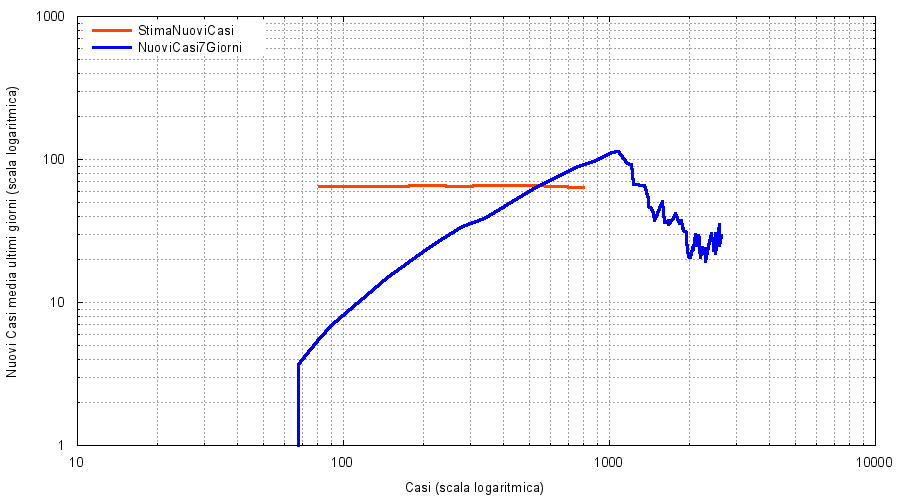 1000
StimaNuoviCasi
NuoviCasi7Giorni
100
10
1
10 100 1000 10000
Nuovi Casi media ultimi giorni (scala logaritmica)
Casi (scala logaritmica)